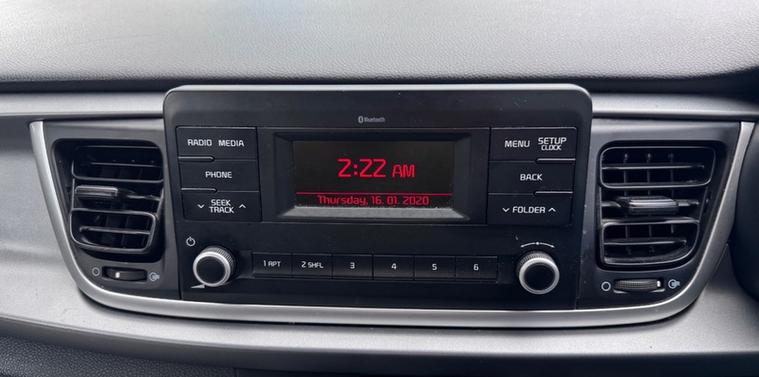 Bluetooth
RADIO MEDIA
PHONE
SEEK
TRACK
2:22 AM
Thursday, 16. 01. 2020
MENU SETUP
CLOCK
BACK
FOLDER
1 RPT 2 SHFL 3 4 5 6